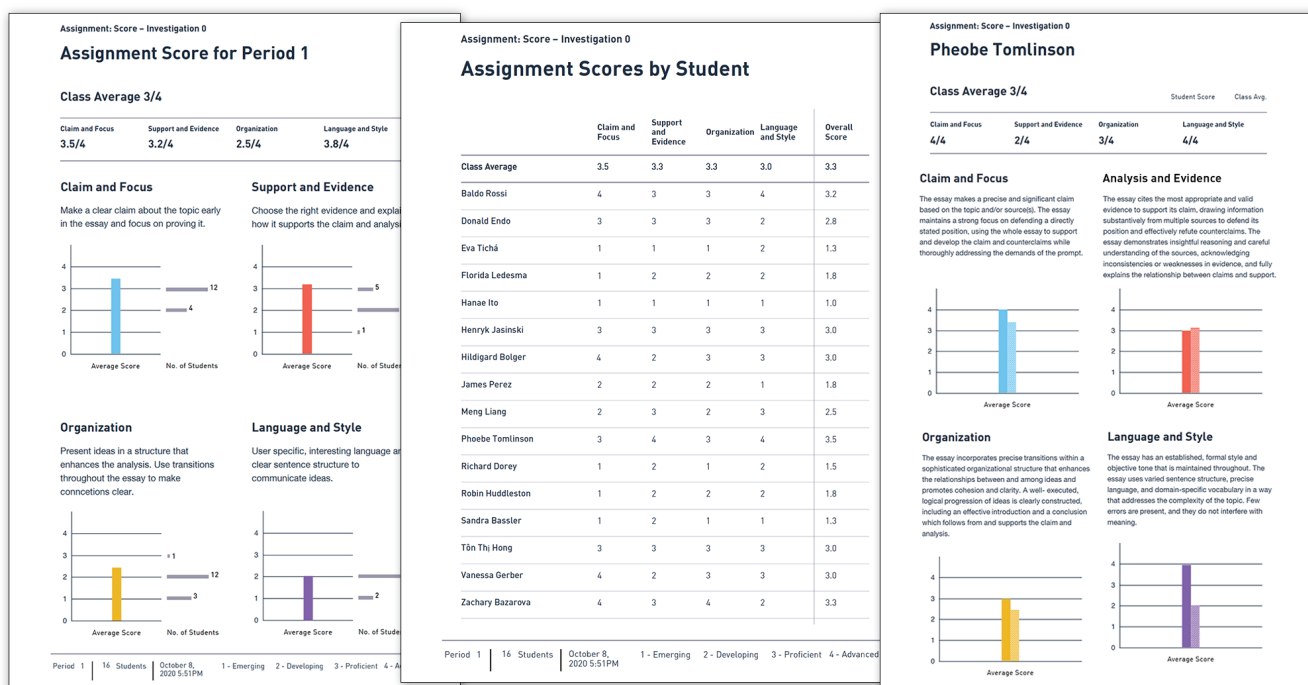 Assignment: Score – Investigation 0
Assignment Score for Period 1
Class Average 3/4
Claim and Focus Support and Evidence Organization Language and Style
3.5/4 3.2/4 2.5/4 3.8/4
Claim and Focus
Make a clear claim about the topic early
in the essay and focus on proving it.
4
3
2
1
0
12
4
Average Score No. of Students
Support and Evidence
Choose the right evidence and explai
how it supports the claim and analysi
4
3
2
1
0
5
1
Average Score No. of Studen
Organization
Present ideas in a structure that
enhances the analysis. Use transitions
throughout the essay to make
conncetions clear.
4
3
2
1
0
1
12
3
Average Score No. of Students
Language and Style
User specific, interesting language ar
clear sentence structure to
communicate ideas.
4
3
2
1
0
2
Average Score No. of Studen
Period 1 16 Students October 8,
2020 5:51PM
1 - Emerging 2 - Developing 3 - Proficient 4 - A
Assignment: Score – Investigation 0
Assignment Scores by Student
Claim and
Focus
Support
and
Evidence
Organization
Language
and Style
Overall
Score
Class Average 3.5 3.3 3.3 3.0 3.3
Baldo Rossi 4 3 3 4 3.2
Donald Endo 3 3 3 2 2.8
Eva Tichá 1 1 1 2 1.3
Florida Ledesma 1 2 2 2 1.8
Hanae Ito 1 1 1 1 1.0
Henryk Jasinski 3 3 3 3 3.0
Hildigard Bolger 4 2 3 3 3.0
James Perez 2 2 2 1 1.8
Meng Liang 2 3 2 3 2.5
Phoebe Tomlinson 3 4 3 4 3.5
Richard Dorey 1 2 1 2 1.5
Robin Huddleston 1 2 2 2 1.8
Sandra Bassler 1 2 1 1 1.3
Tôn Thị Hong 3 3 3 3 3.0
Vanessa Gerber 4 2 3 3 3.0
Zachary Bazarova 4 3 4 2 3.3
Period 1 16 Students October 8,
2020 5:51PM
1 - Emerging 2 - Developing 3 - Proficient 4 - Advanced
Assignment: Score – Investigation 0
Pheobe Tomlinson
Class Average 3/4
Student Score Class Avg.
Claim and Focus Support and Evidence Organization Language and Style
4/4 2/4 3/4 4/4
Claim and Focus
The essay makes a precise and significant claim
based on the topic and/or source(s). The essay
maintains a strong focus on defending a directly
stated position, using the whole essay to support
and develop the claim and counterclaims while
thoroughly addressing the demands of the prompt.
4
3
2
1
0
Average Score
Analysis and Evidence
The essay cites the most appropriate and valid
evidence to support its claim, drawing information
substantively from multiple sources to defend its
position and effectively refute counterclaims. The
essay demonstrates insightful reasoning and careful
understanding of the sources, acknowledging
inconsistencies or weaknesses in evidence, and fully
explains the relationship between claims and support.
4
3
2
1
0
Average Score
Organization
The essay incorporates precise transitions within a
sophisticated organizational structure that enhances
the relationships between and among ideas and
promotes cohesion and clarity. A well- executed,
logical progression of ideas is clearly constructed,
including an effective introduction and a conclusion
which follows from and supports the claim and
analysis.
4
3
2
1
0
Average Score
Language and Style
The essay has an established, formal style and
objective tone that is maintained throughout. The
essay uses varied sentence structure, precise
language, and domain-specific vocabulary in a way
that addresses the complexity of the topic. Few
errors are present, and they do not interfere with
meaning.
4
3
2
1
0
Average Score